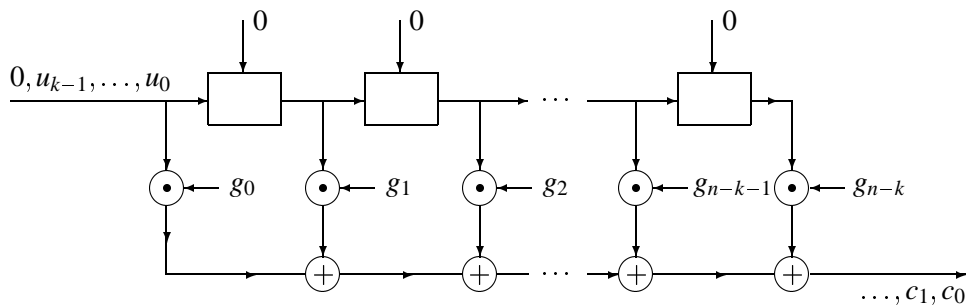 0 0 0
0, u_{k−1}, …, u_0
… 
g_0 g_1 g_2 g_{n−k−1} g_{n−k}
+ + … + +
…, c_1, c_0